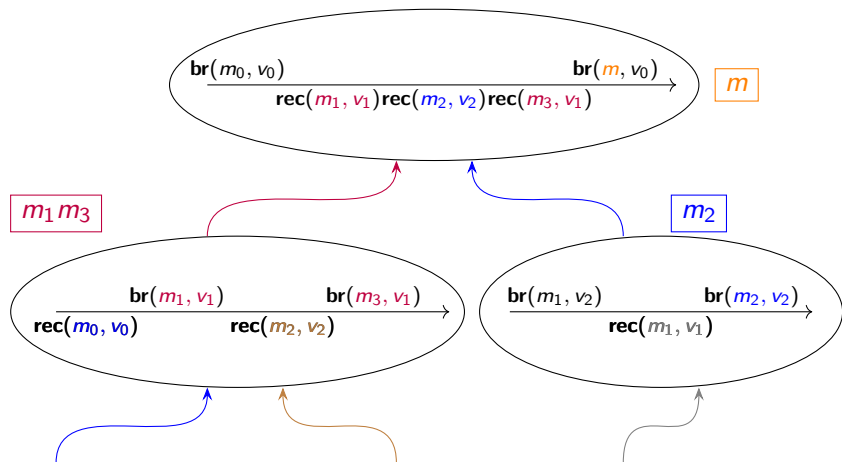 br(m₀, v₀) br(m, v₀)
rec(m₁, v₁)rec(m₂, v₂)rec(m₃, v₁)
m
m₁m₃
m₂
br(m₁, v₁) br(m₃, v₁)
rec(m₀, v₀) rec(m₂, v₂)
br(m₁, v₂) br(m₂, v₂)
rec(m₁, v₁)